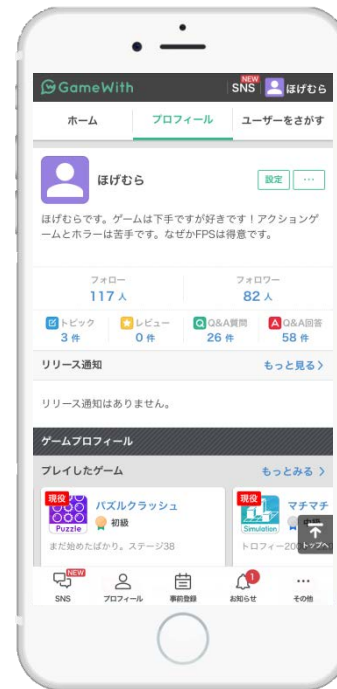 GameWith
NEW
SNS
ほげむら
ホーム
プロフィール
ユーザーをさがす
ほげむら
設定
…
ほげむらです。ゲームは下手ですが好きです！アクションゲ
ームとホラーは苦手です。なぜかFPSは得意です。
フォロー
フォロワー
117 人
82 人
トピック
レビュー
Q Q&A質問
A Q&A回答
3 件
0 件
26 件
58 件
リリース通知
もっと見る
リリース通知はありません。
ゲームプロフィール
プレイしたゲーム
もっとみる
現役
Puzzle
パズルクラッシュ
初級
まだ始めたばかり。ステージ38
現役
Simulation
マチマチ
トロフィー200
トップへ
NEW
SNS
プロフィール
事前登録
1
お知らせ
…
その他